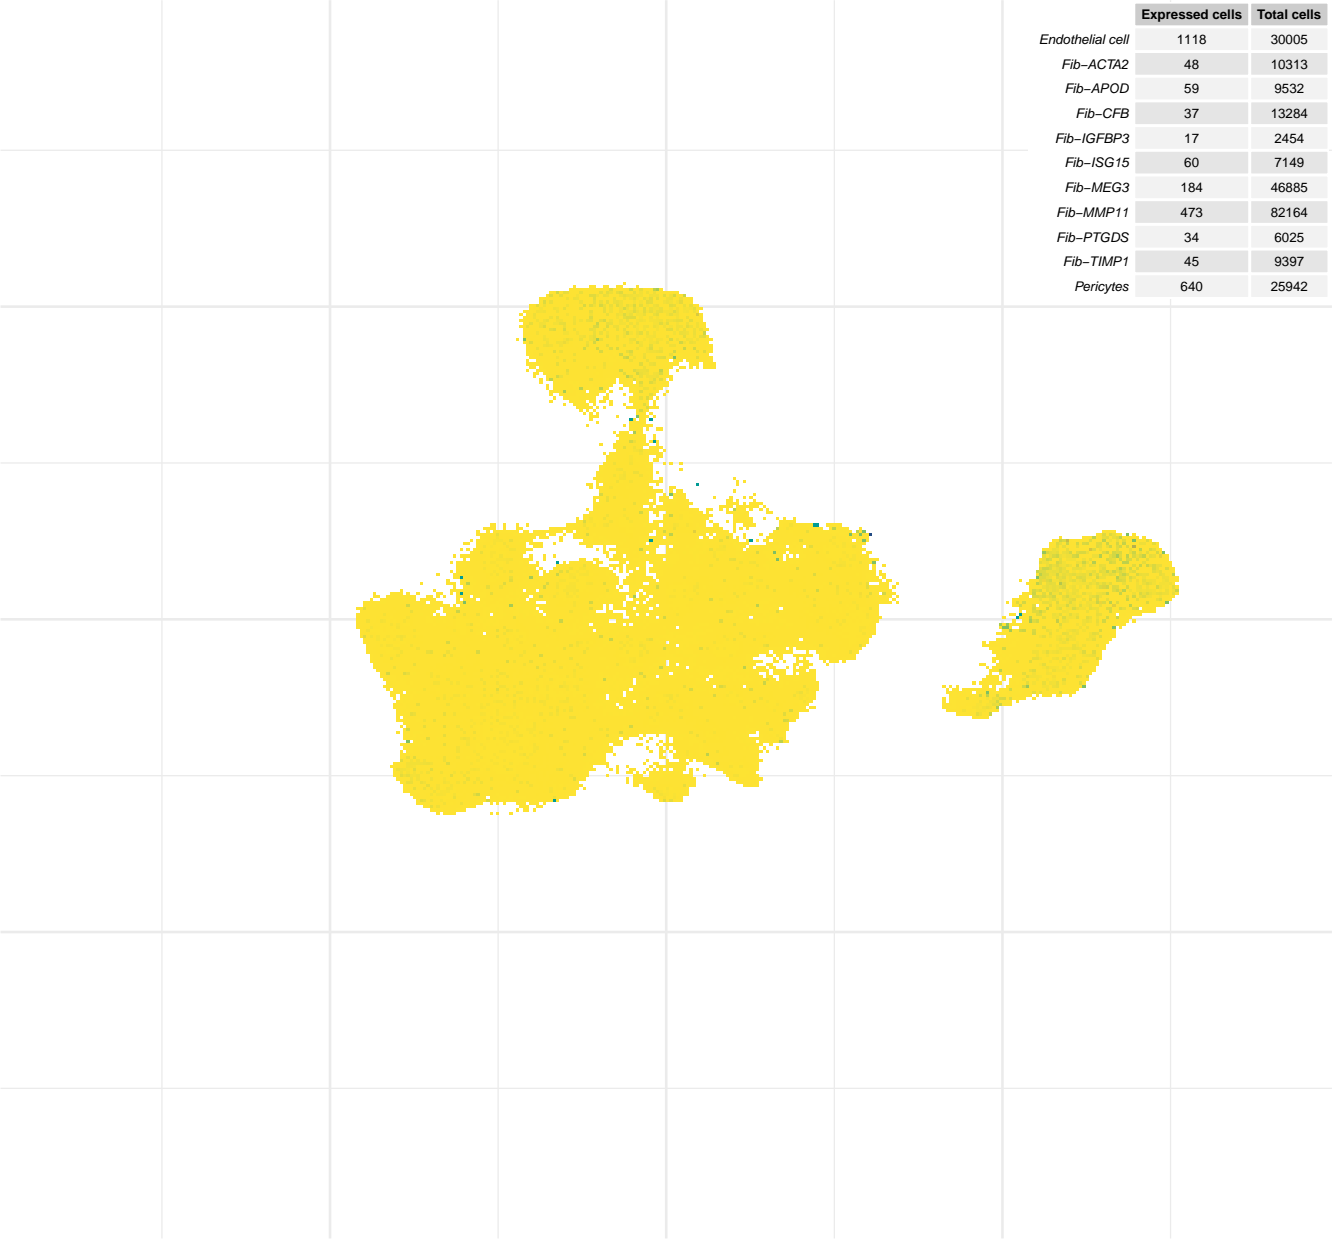 Expressed cells Total cells
Endothelial cell 1118 30005
Fib−ACTA2 48 10313
Fib−APOD 59 9532
Fib−CFB 37 13284
Fib−IGFBP3 17 2454
Fib−ISG15 60 7149
Fib−MEG3 184 46885
Fib−MMP11 473 82164
Fib−PTGDS 34 6025
Fib−TIMP1 45 9397
Pericytes 640 25942